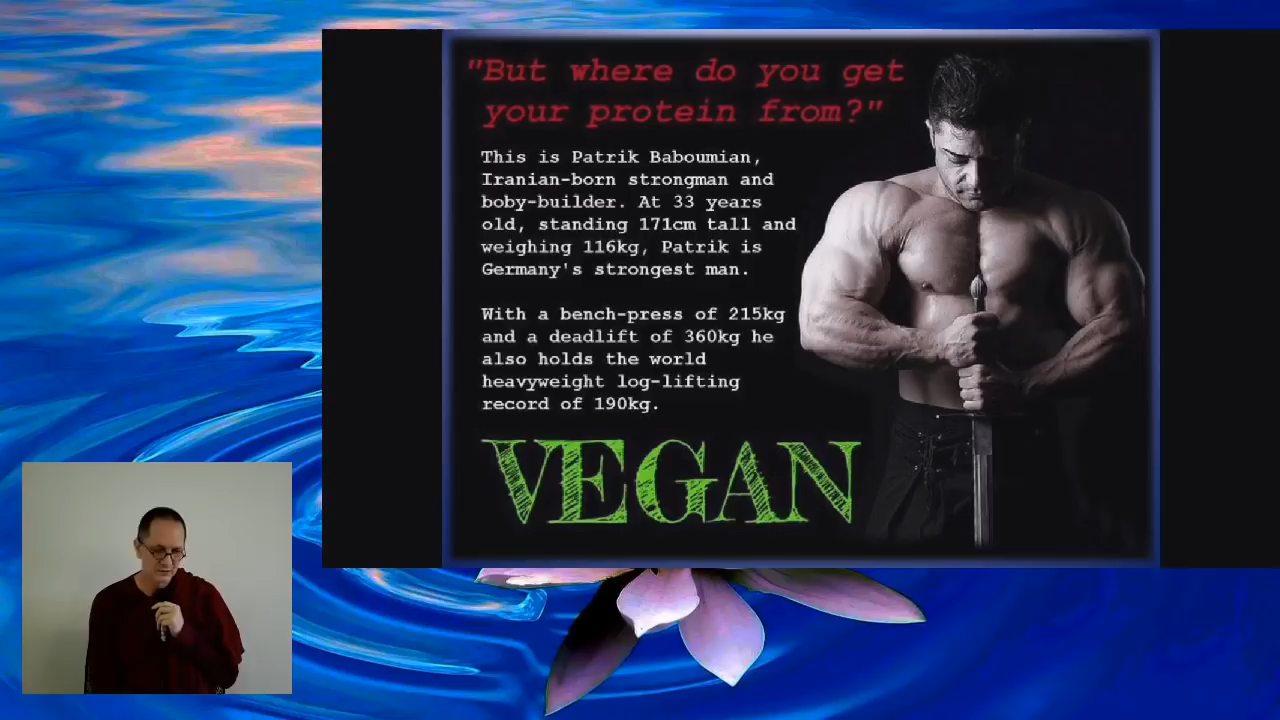 "But where do you get
your protein from?"
This is Patrik Baboumian,
Iranian-born strongman and
boby-builder. At 33 years
old, standing 171cm tall and
weighing 116kg, Patrik is
Germany's strongest man.
With a bench-press of 215kg
and a deadlift of 360kg he
also holds the world
heavyweight log-lifting
record of 190kg.
VEGAN